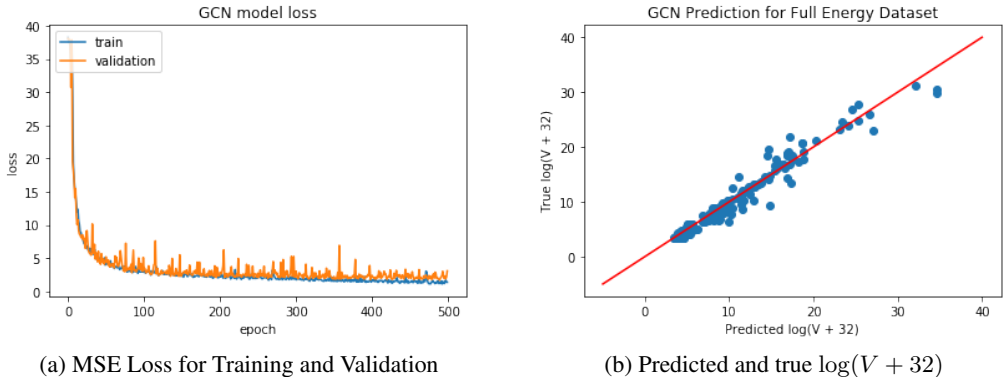 GCN model loss
40
35
30
25
20
15
10
5
0
loss
train
validation
0
100
200
300
400
500
epoch
(a) MSE Loss for Training and Validation
GCN Prediction for Full Energy Dataset
40
30
20
10
0
True log(V + 32)
0
10
20
30
40
Predicted log(V + 32)
(b) Predicted and true log(V + 32)